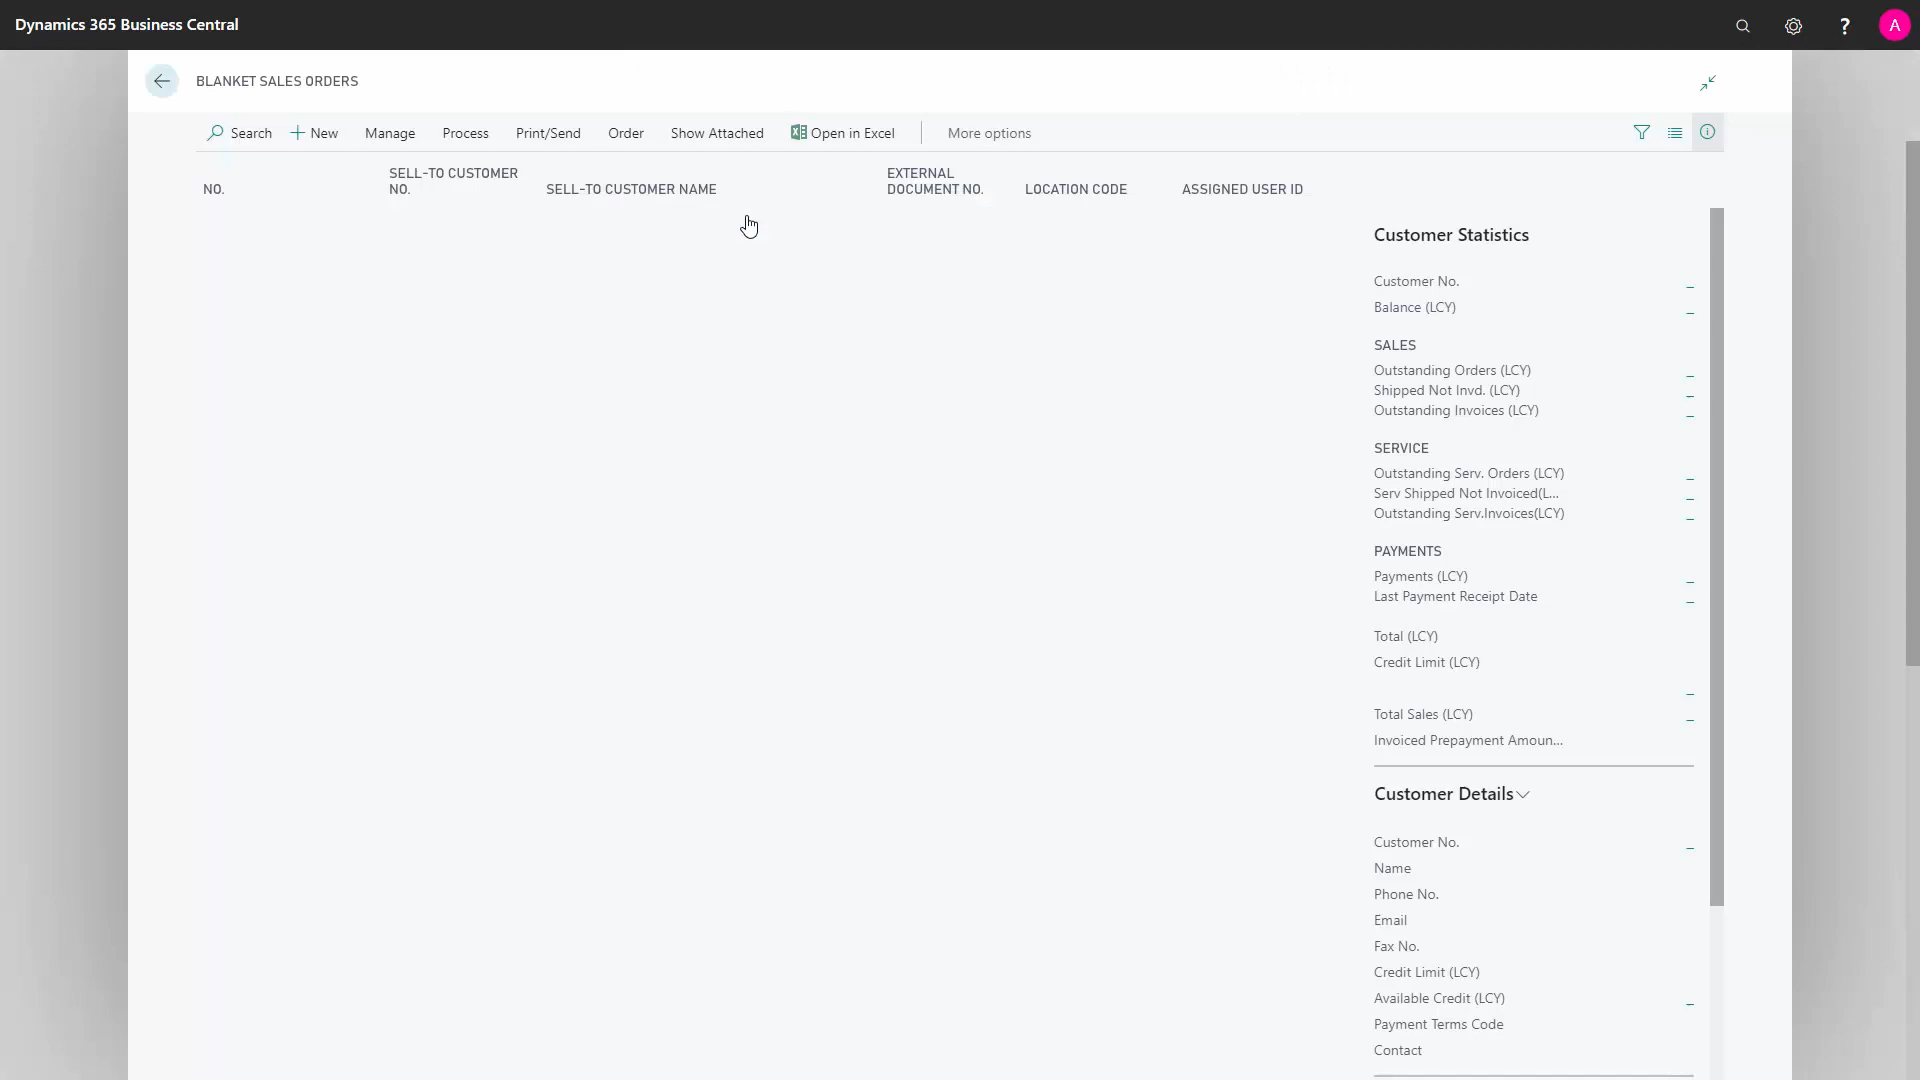 Dynamics 365 Business Central
?
A
BLANKET SALES ORDERS
Search
New
Manage
Process
Print/Send
Order
Show Attached
Open in Excel
More options
NO.
SELL-TO CUSTOMER
NO.
SELL-TO CUSTOMER NAME
EXTERNAL
DOCUMENT NO.
LOCATION CODE
ASSIGNED USER ID
Customer Statistics
Customer No. _
Balance (LCY) _
SALES
Outstanding Orders (LCY) _
Shipped Not Invd. (LCY) _
Outstanding Invoices (LCY) _
SERVICE
Outstanding Serv. Orders (LCY) _
Serv Shipped Not Invoiced(L... _
Outstanding Serv.Invoices(LCY) _
PAYMENTS
Payments (LCY) _
Last Payment Receipt Date _
Total (LCY)
Credit Limit (LCY)
_
Total Sales (LCY) _
Invoiced Prepayment Amoun...
Customer Details
Customer No. _
Name
Phone No.
Email
Fax No.
Credit Limit (LCY)
Available Credit (LCY) _
Payment Terms Code
Contact